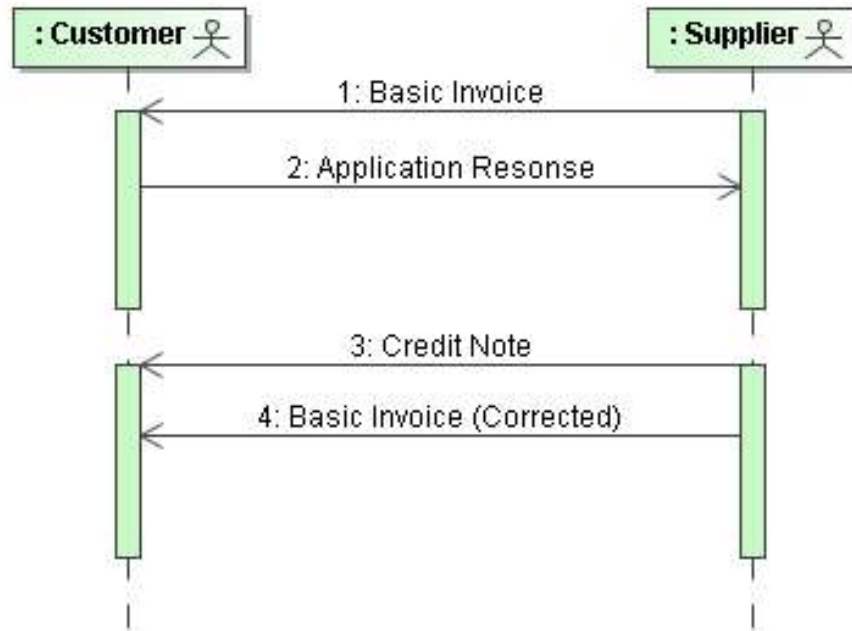 : Customer
: Supplier
1: Basic Invoice
2: Application Resonse
3: Credit Note
4: Basic Invoice (Corrected)